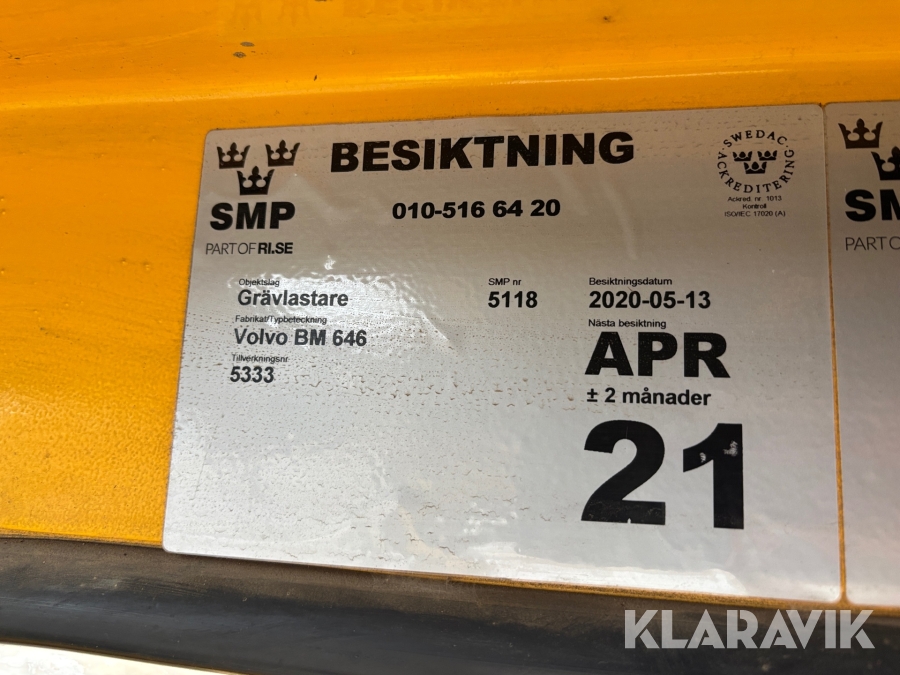 BESIKTNING
SMP
PART OF RI.SE
010-516 64 20
SWEDAC
ACKREDITERING
Ackred. nr. 1013
Kontroll
ISO/IEC 17020 (A)
Objektslag
Grävlastare
Fabrikat/Typbeteckning
Volvo BM 646
Tillverkningsnr
5333
SMP nr
5118
Besiktningsdatum
2020-05-13
Nästa besiktning
APR
± 2 månader
21
SM
PART O
KLARAVIK